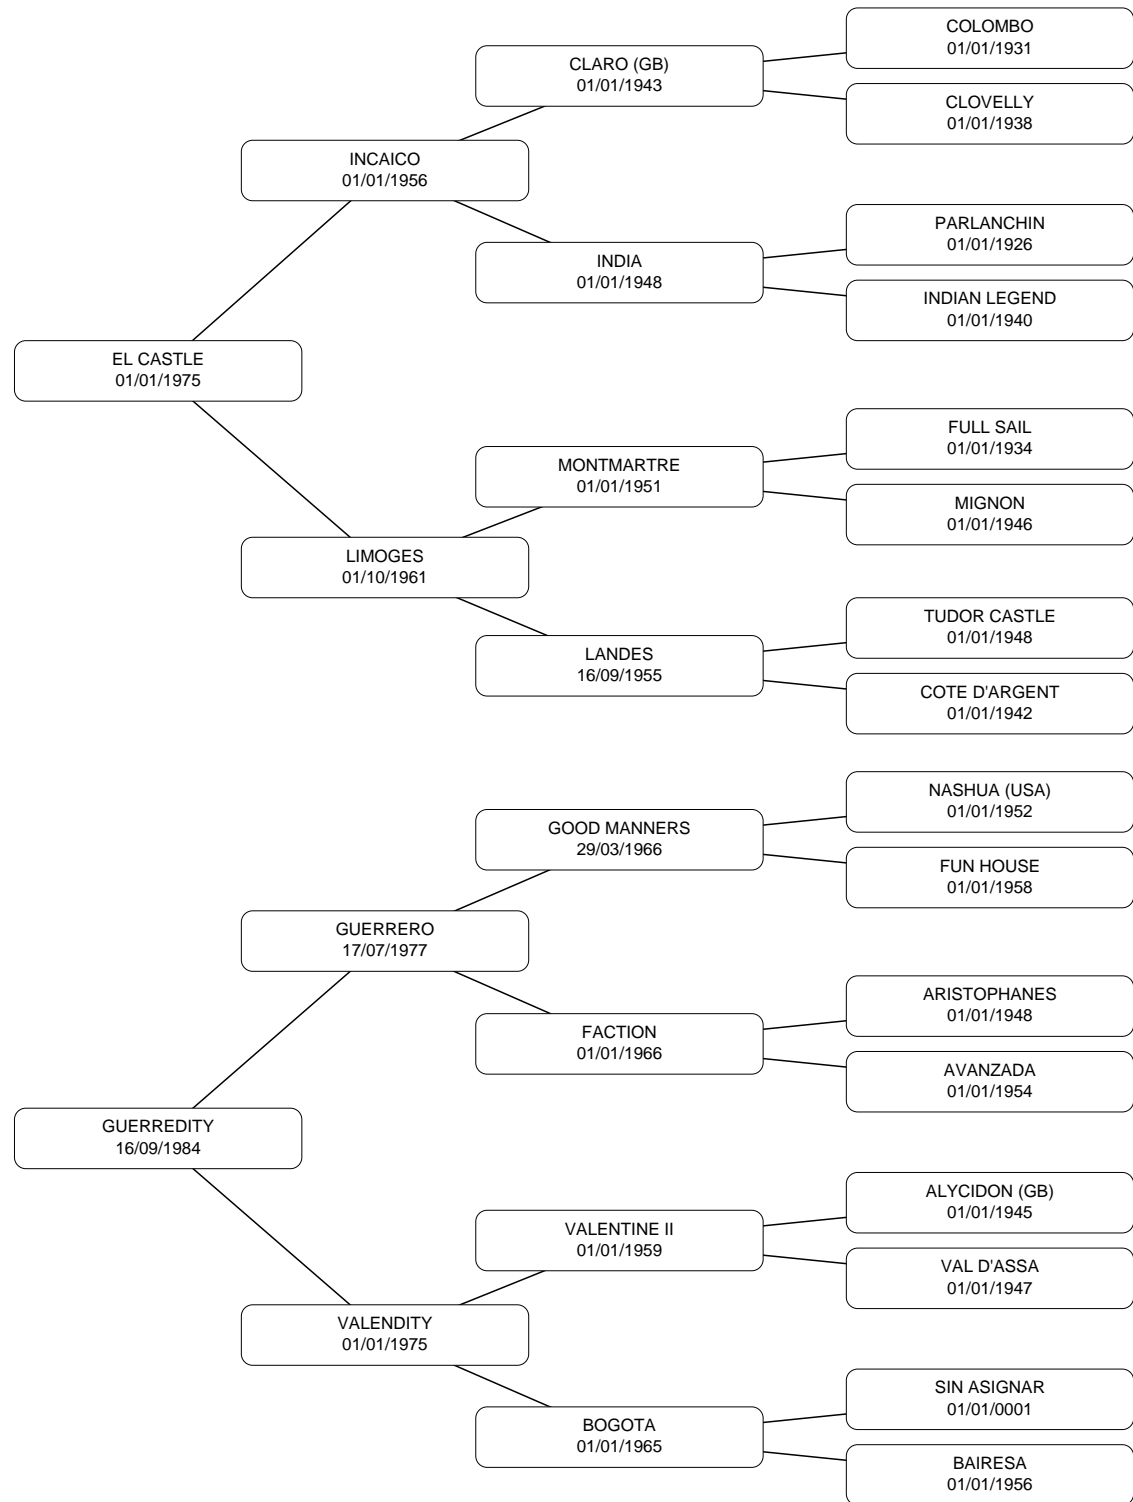 COLOMBO
01/01/1931
CLARO (GB)
01/01/1943
CLOVELLY
01/01/1938
INCAICO
01/01/1956
PARLANCHIN
01/01/1926
INDIA
01/01/1948
INDIAN LEGEND
01/01/1940
EL CASTLE
01/01/1975
FULL SAIL
01/01/1934
MONTMARTRE
01/01/1951
MIGNON
01/01/1946
LIMOGES
01/10/1961
TUDOR CASTLE
01/01/1948
LANDES
16/09/1955
COTE D'ARGENT
01/01/1942
NASHUA (USA)
01/01/1952
GOOD MANNERS
29/03/1966
FUN HOUSE
01/01/1958
GUERRERO
17/07/1977
ARISTOPHANES
01/01/1948
FACTION
01/01/1966
AVANZADA
01/01/1954
GUERREDITY
16/09/1984
ALYCIDON (GB)
01/01/1945
VALENTINE II
01/01/1959
VAL D'ASSA
01/01/1947
VALENDITY
01/01/1975
SIN ASIGNAR
01/01/0001
BOGOTA
01/01/1965
BAIRESA
01/01/1956